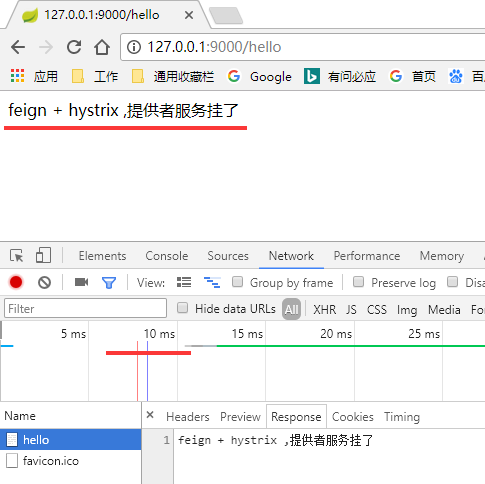 127.0.0.1:9000/hello
127.0.0.1:9000/hello
应用 工作 通用收藏栏 Google 有问必应 首页 百度
feign + hystrix ,提供者服务挂了
Elements Console Sources Network Performance Memory
View: Group by frame Preserve log Disa
Filter Hide data URLs All XHR JS CSS Img Media Fo
5 ms 10 ms 15 ms 20 ms 25 ms
Name Headers Preview Response Cookies Timing
hello 1 feign + hystrix ,提供者服务挂了
favicon.ico